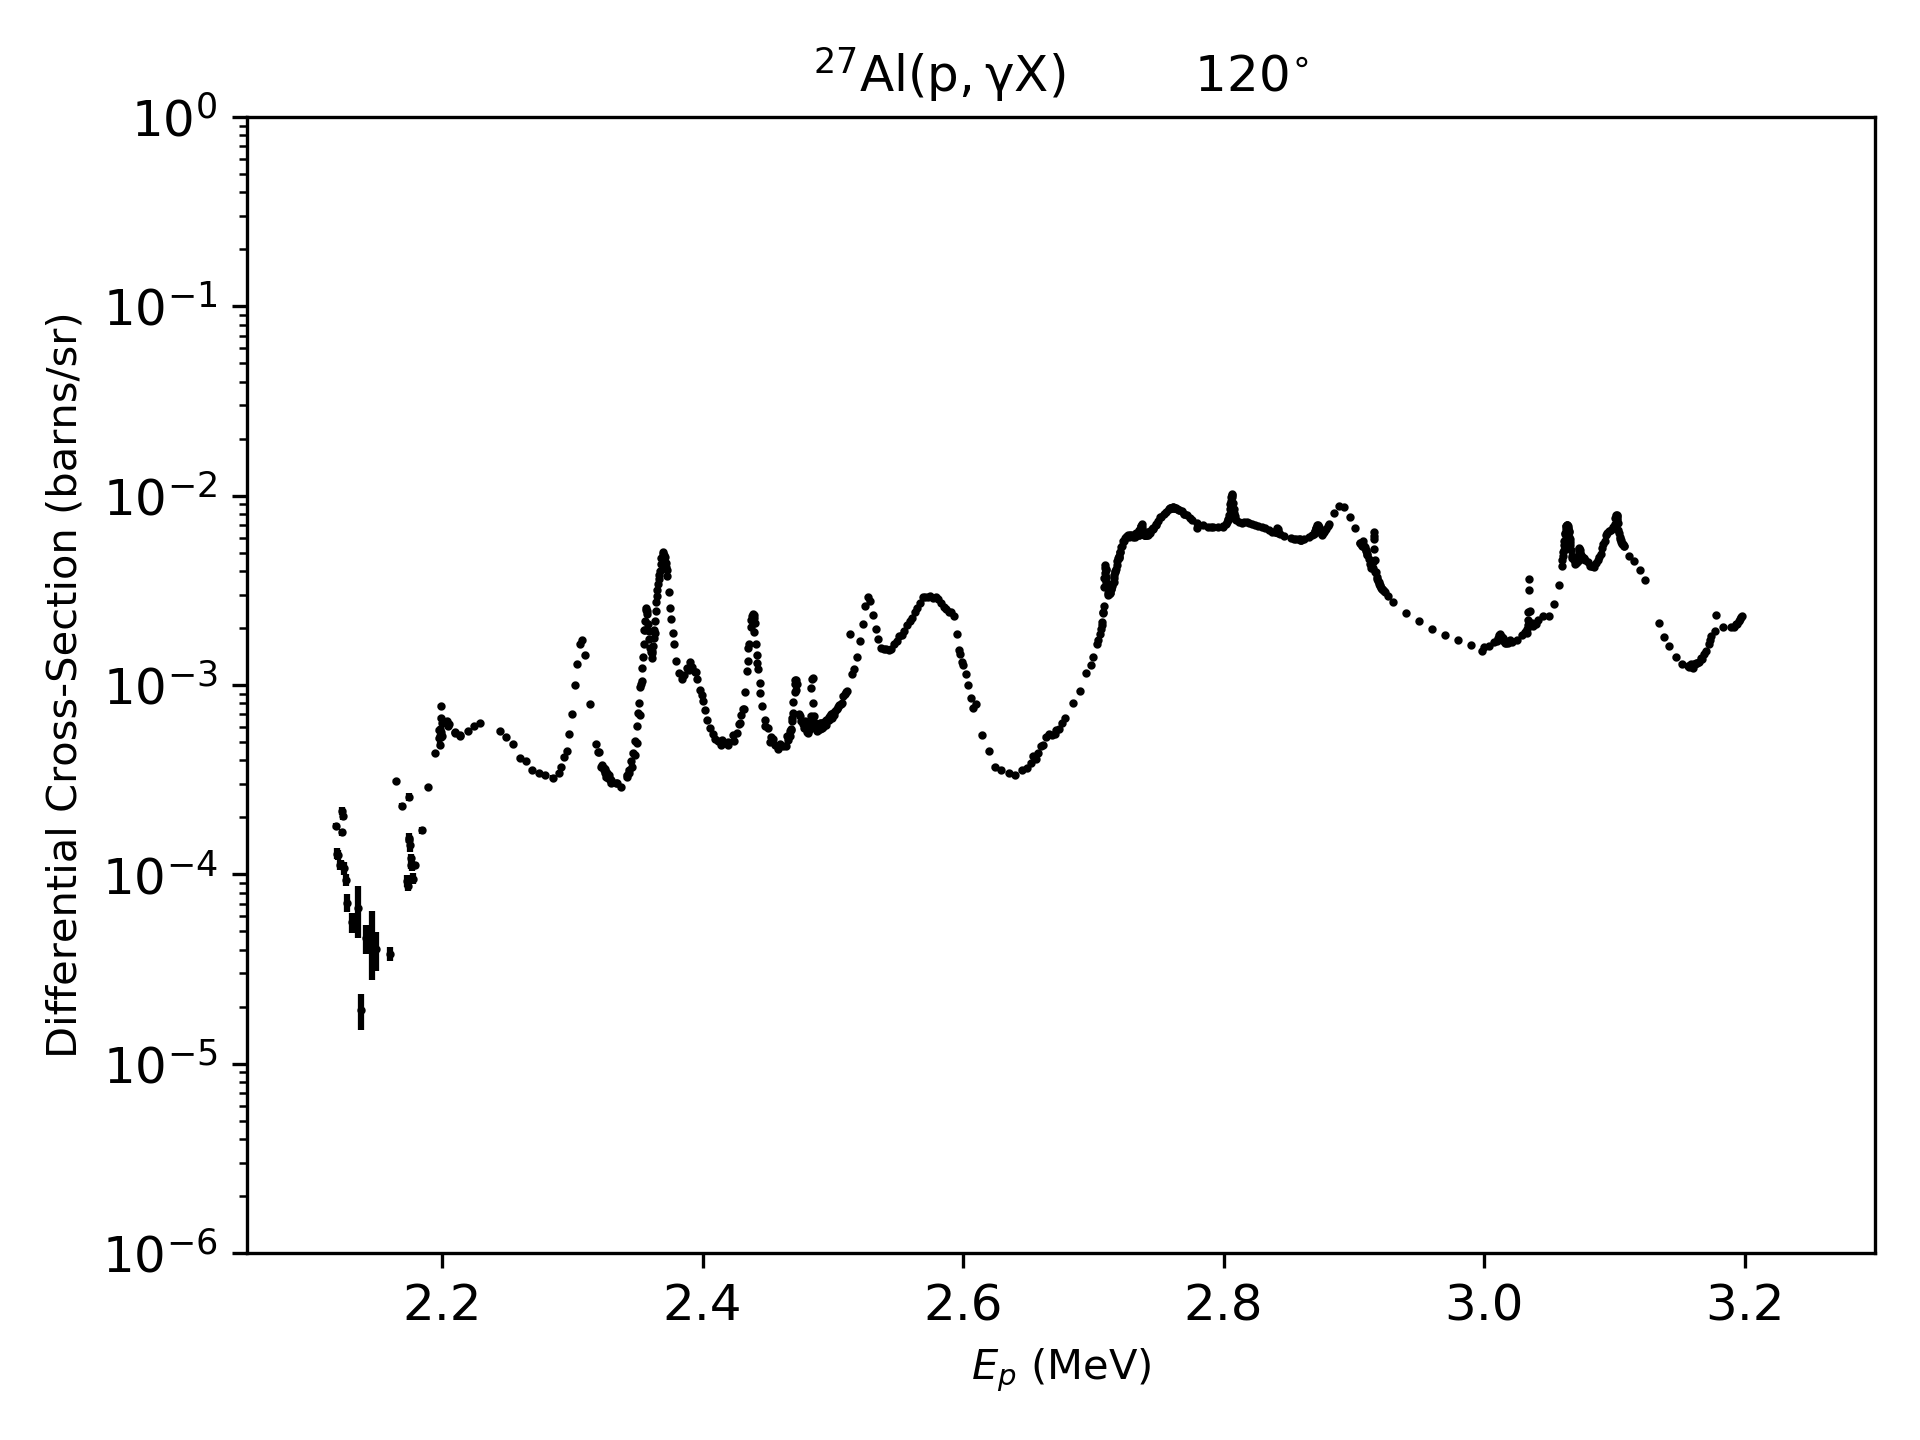 ²⁷Al(p, γX) 120°
10⁰
10⁻¹
10⁻²
10⁻³
10⁻⁴
10⁻⁵
10⁻⁶
Differential Cross-Section (barns/sr)
2.2 2.4 2.6 2.8 3.0 3.2
Eₚ (MeV)